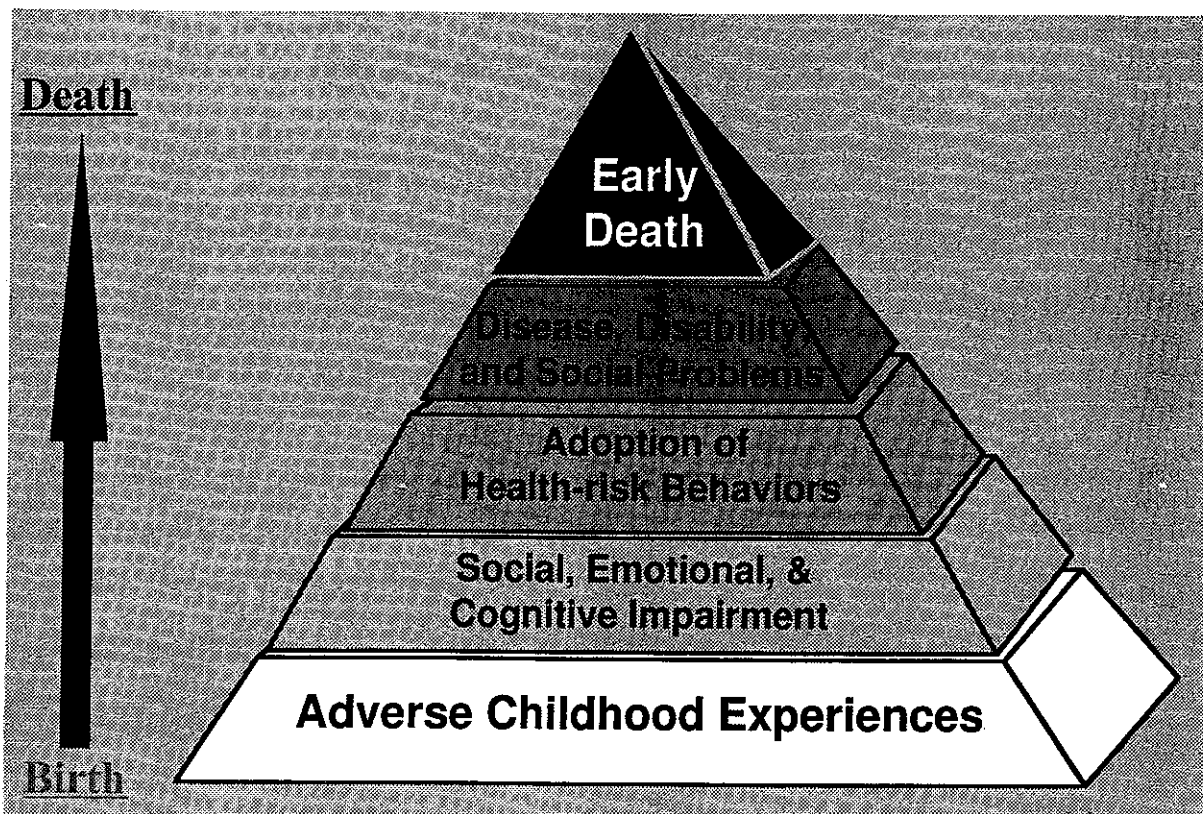 Death
Early
Death
Disease, Disability,
and Social Problems
Adoption of
Health-risk Behaviors
Social, Emotional, &
Cognitive Impairment
Adverse Childhood Experiences
Birth